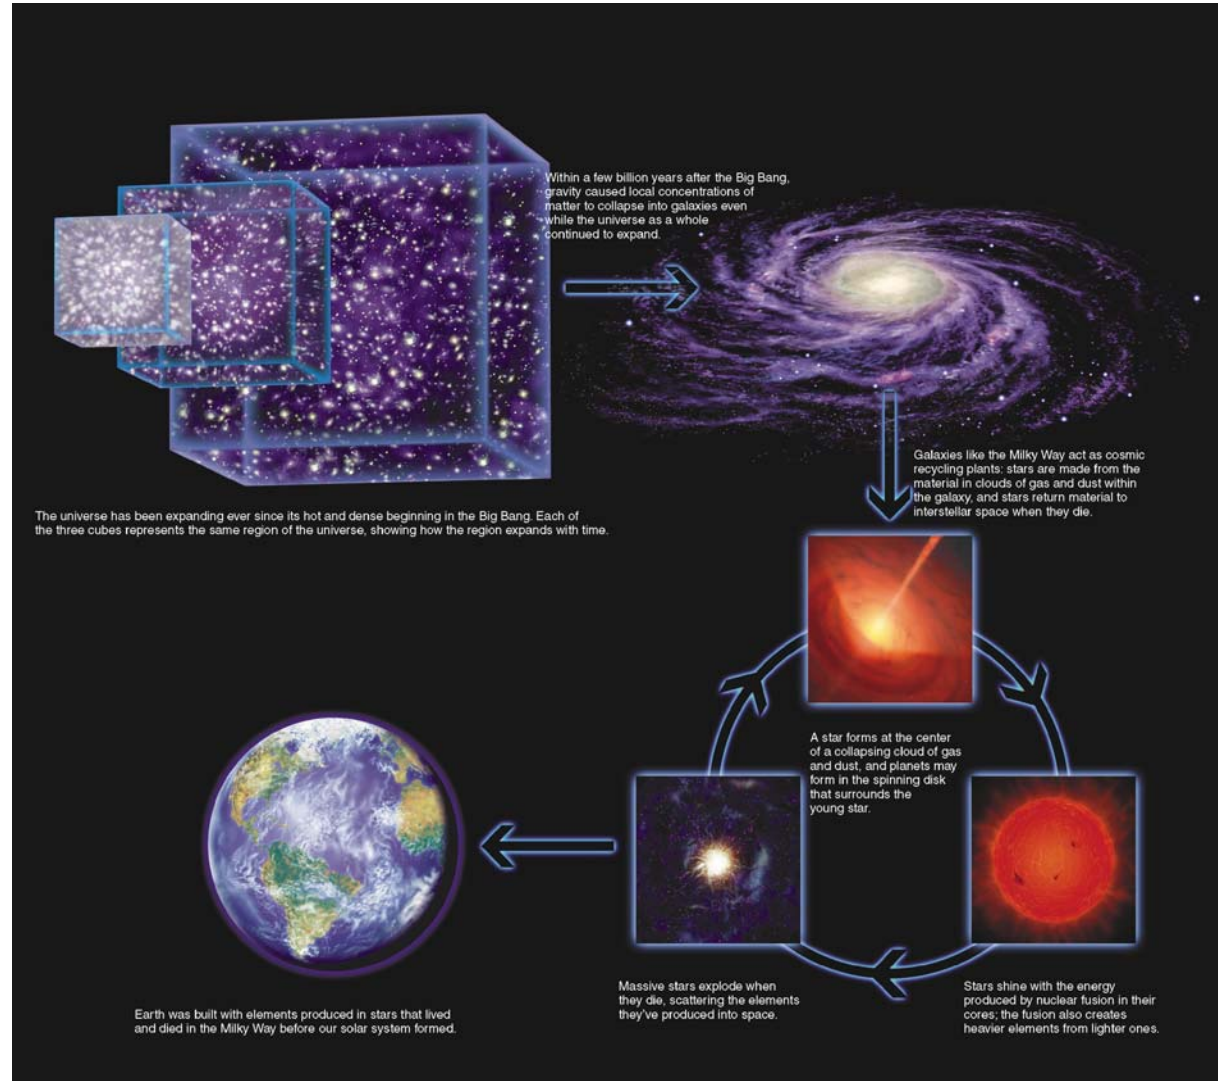 Within a few billion years after the Big Bang,
gravity caused local concentrations of
matter to collapse into galaxies even
while the universe as a whole
continued to expand.
Galaxies like the Milky Way act as cosmic
recycling plants: stars are made from the
material in clouds of gas and dust within
the galaxy, and stars return material to
interstellar space when they die.
The universe has been expanding ever since its hot and dense beginning in the Big Bang. Each of
the three cubes represents the same region of the universe, showing how the region expands with time.
A star forms at the center
of a collapsing cloud of gas
and dust, and planets may
form in the spinning disk
that surrounds the
young star.
Stars shine with the energy
produced by nuclear fusion in their
cores; the fusion also creates
heavier elements from lighter ones.
Massive stars explode when
they die, scattering the elements
they've produced into space.
Earth was built with elements produced in stars that lived
and died in the Milky Way before our solar system formed.